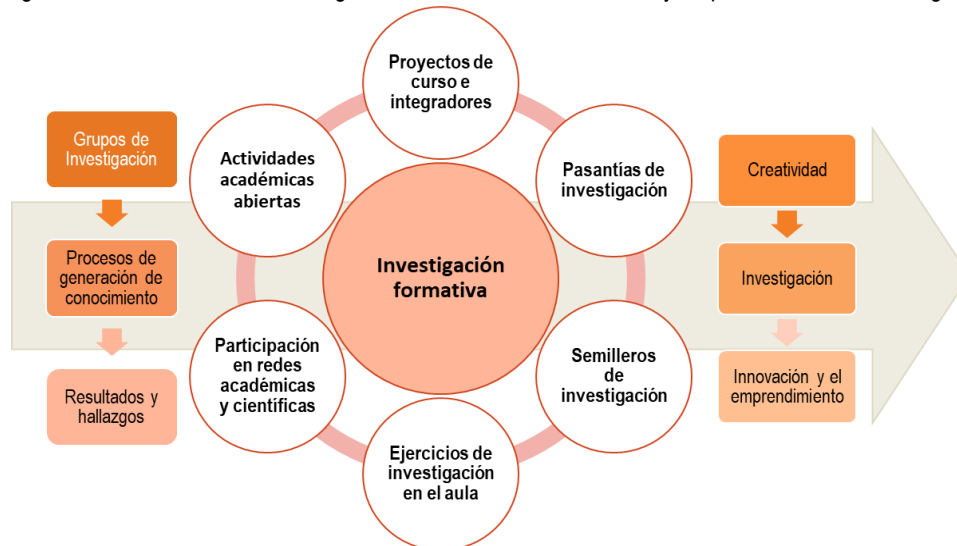 Proyectos de
curso e
integradores
Grupos de
Investigación
Actividades
académicas
abiertas
Pasantías de
investigación
Creatividad
Procesos de
generación de
conocimiento
Investigación
formativa
Investigación
Participación
en redes
académicas
y científicas
Semilleros
de
investigación
Resultados y
hallazgos
Innovación y el
emprendimiento
Ejercicios de
investigación
en el aula